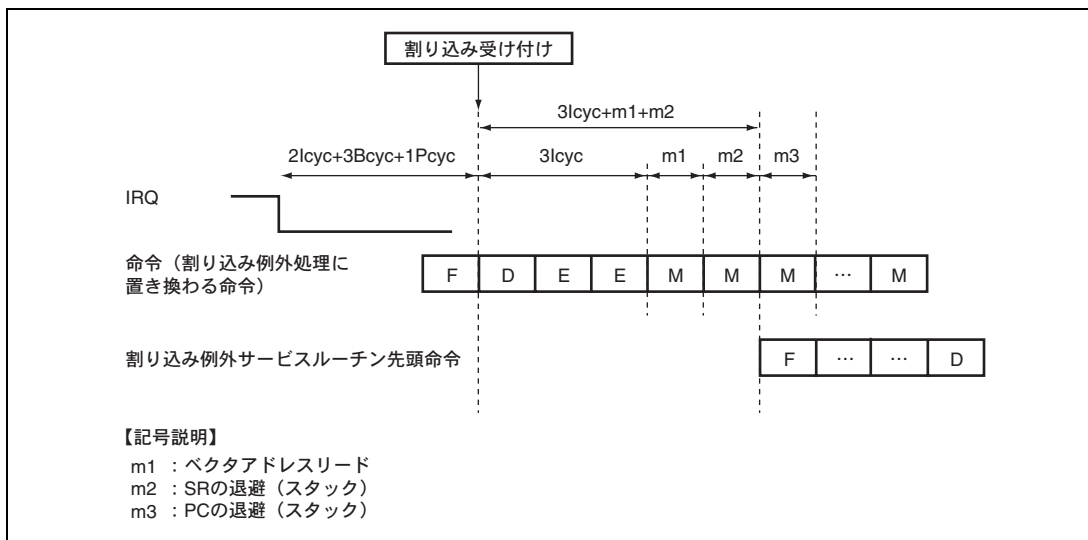 割り込み受け付け
3Icyc+m1+m2
2Icyc+3Bcyc+1Pcyc 3Icyc m1 m2 m3
IRQ
命令（割り込み例外処理に
置き換わる命令）
F D E E M M M … M
割り込み例外サービスルーチン先頭命令
F … … D
【記号説明】
m1 ：ベクタアドレスリード
m2 ：SRの退避（スタック）
m3 ：PCの退避（スタック）